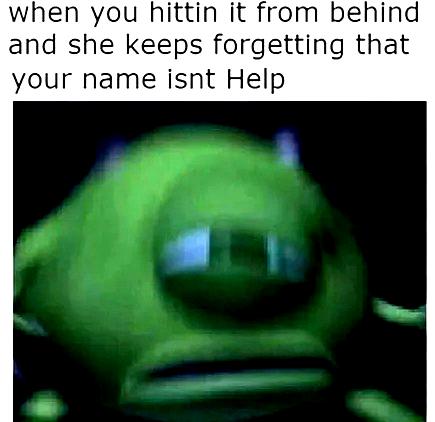 when you hittin it from behind
and she keeps forgetting that
your name isnt Help